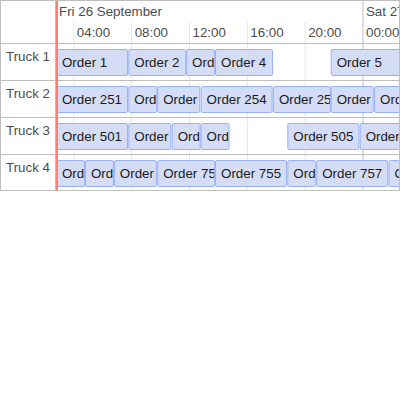 Fri 26 September Sat 2
04:00 08:00 12:00 16:00 20:00 00:00
Truck 1 Order 1 Order 2 Ord Order 4 Order 5
Truck 2 Order 251 Ord Order Order 254 Order 25 Order Ord
Truck 3 Order 501 Order Ord Ord Order 505 Order
Truck 4 Ord Ord Order Order 75 Order 755 Ord Order 757